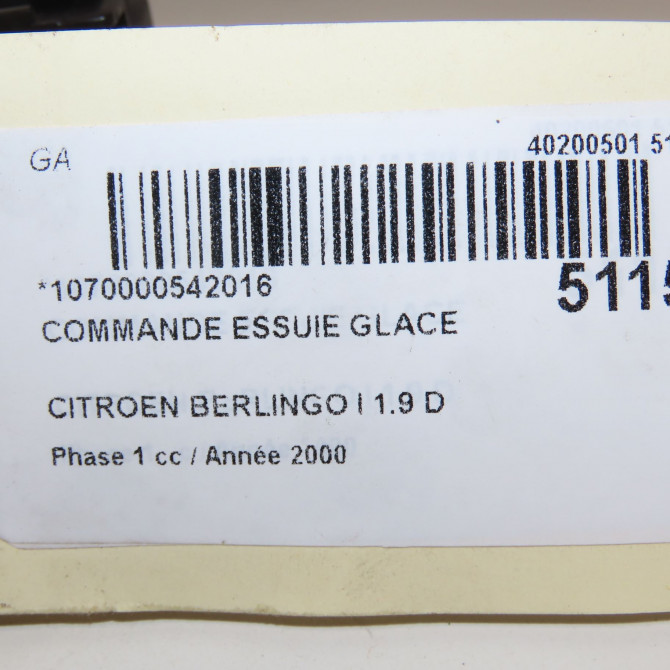 GA
40200501 51
*1070000542016
5115
COMMANDE ESSUIE GLACE
CITROEN BERLINGO I 1.9 D
Phase 1 cc / Année 2000